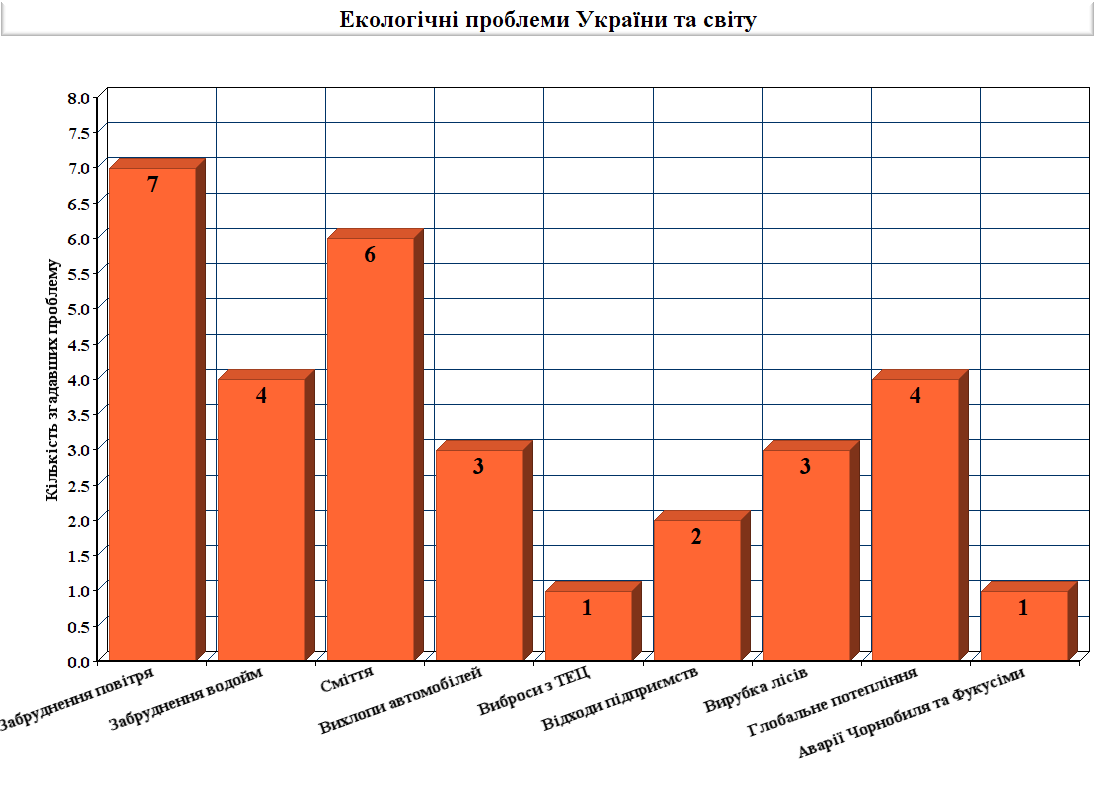 Екологічні проблеми України та світу
Кількість згадавших проблему
8.0
7.5
7.0
6.5
6.0
5.5
5.0
4.5
4.0
3.5
3.0
2.5
2.0
1.5
1.0
0.5
0.0
7
4
6
3
1
2
3
4
1
Забруднення повітря
Забруднення водойм
Сміття
Вихлопи автомобілей
Виброси з ТЕЦ
Відходи підприємств
Вирубка лісів
Глобальне потепління
Аварії Чорнобиля та Фукусіми